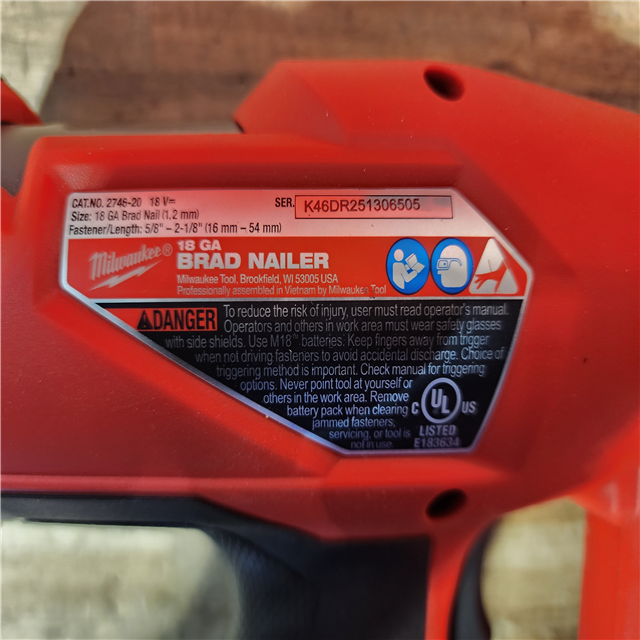 CAT.NO. 2746-20 18 V⎓ SER. K46DR251306505
Size: 18 GA Brad Nail (1,2 mm)
Fastener/Length: 5/8" – 2-1/8" (16 mm – 54 mm)
Milwaukee®
18 GA
BRAD NAILER
Milwaukee Tool, Brookfield, WI 53005 USA
Professionally assembled in Vietnam by Milwaukee Tool
DANGER To reduce the risk of injury, user must read operator's manual.
Operators and others in work area must wear safety glasses
with side shields. Use M18™ batteries. Keep fingers away from trigger
when not driving fasteners to avoid accidental discharge. Choice of
triggering method is important. Check manual for triggering
options. Never point tool at yourself or
others in the work area. Remove
battery pack when clearing
jammed fasteners,
servicing, or tool is
not in use.
C UL US
LISTED
E183634